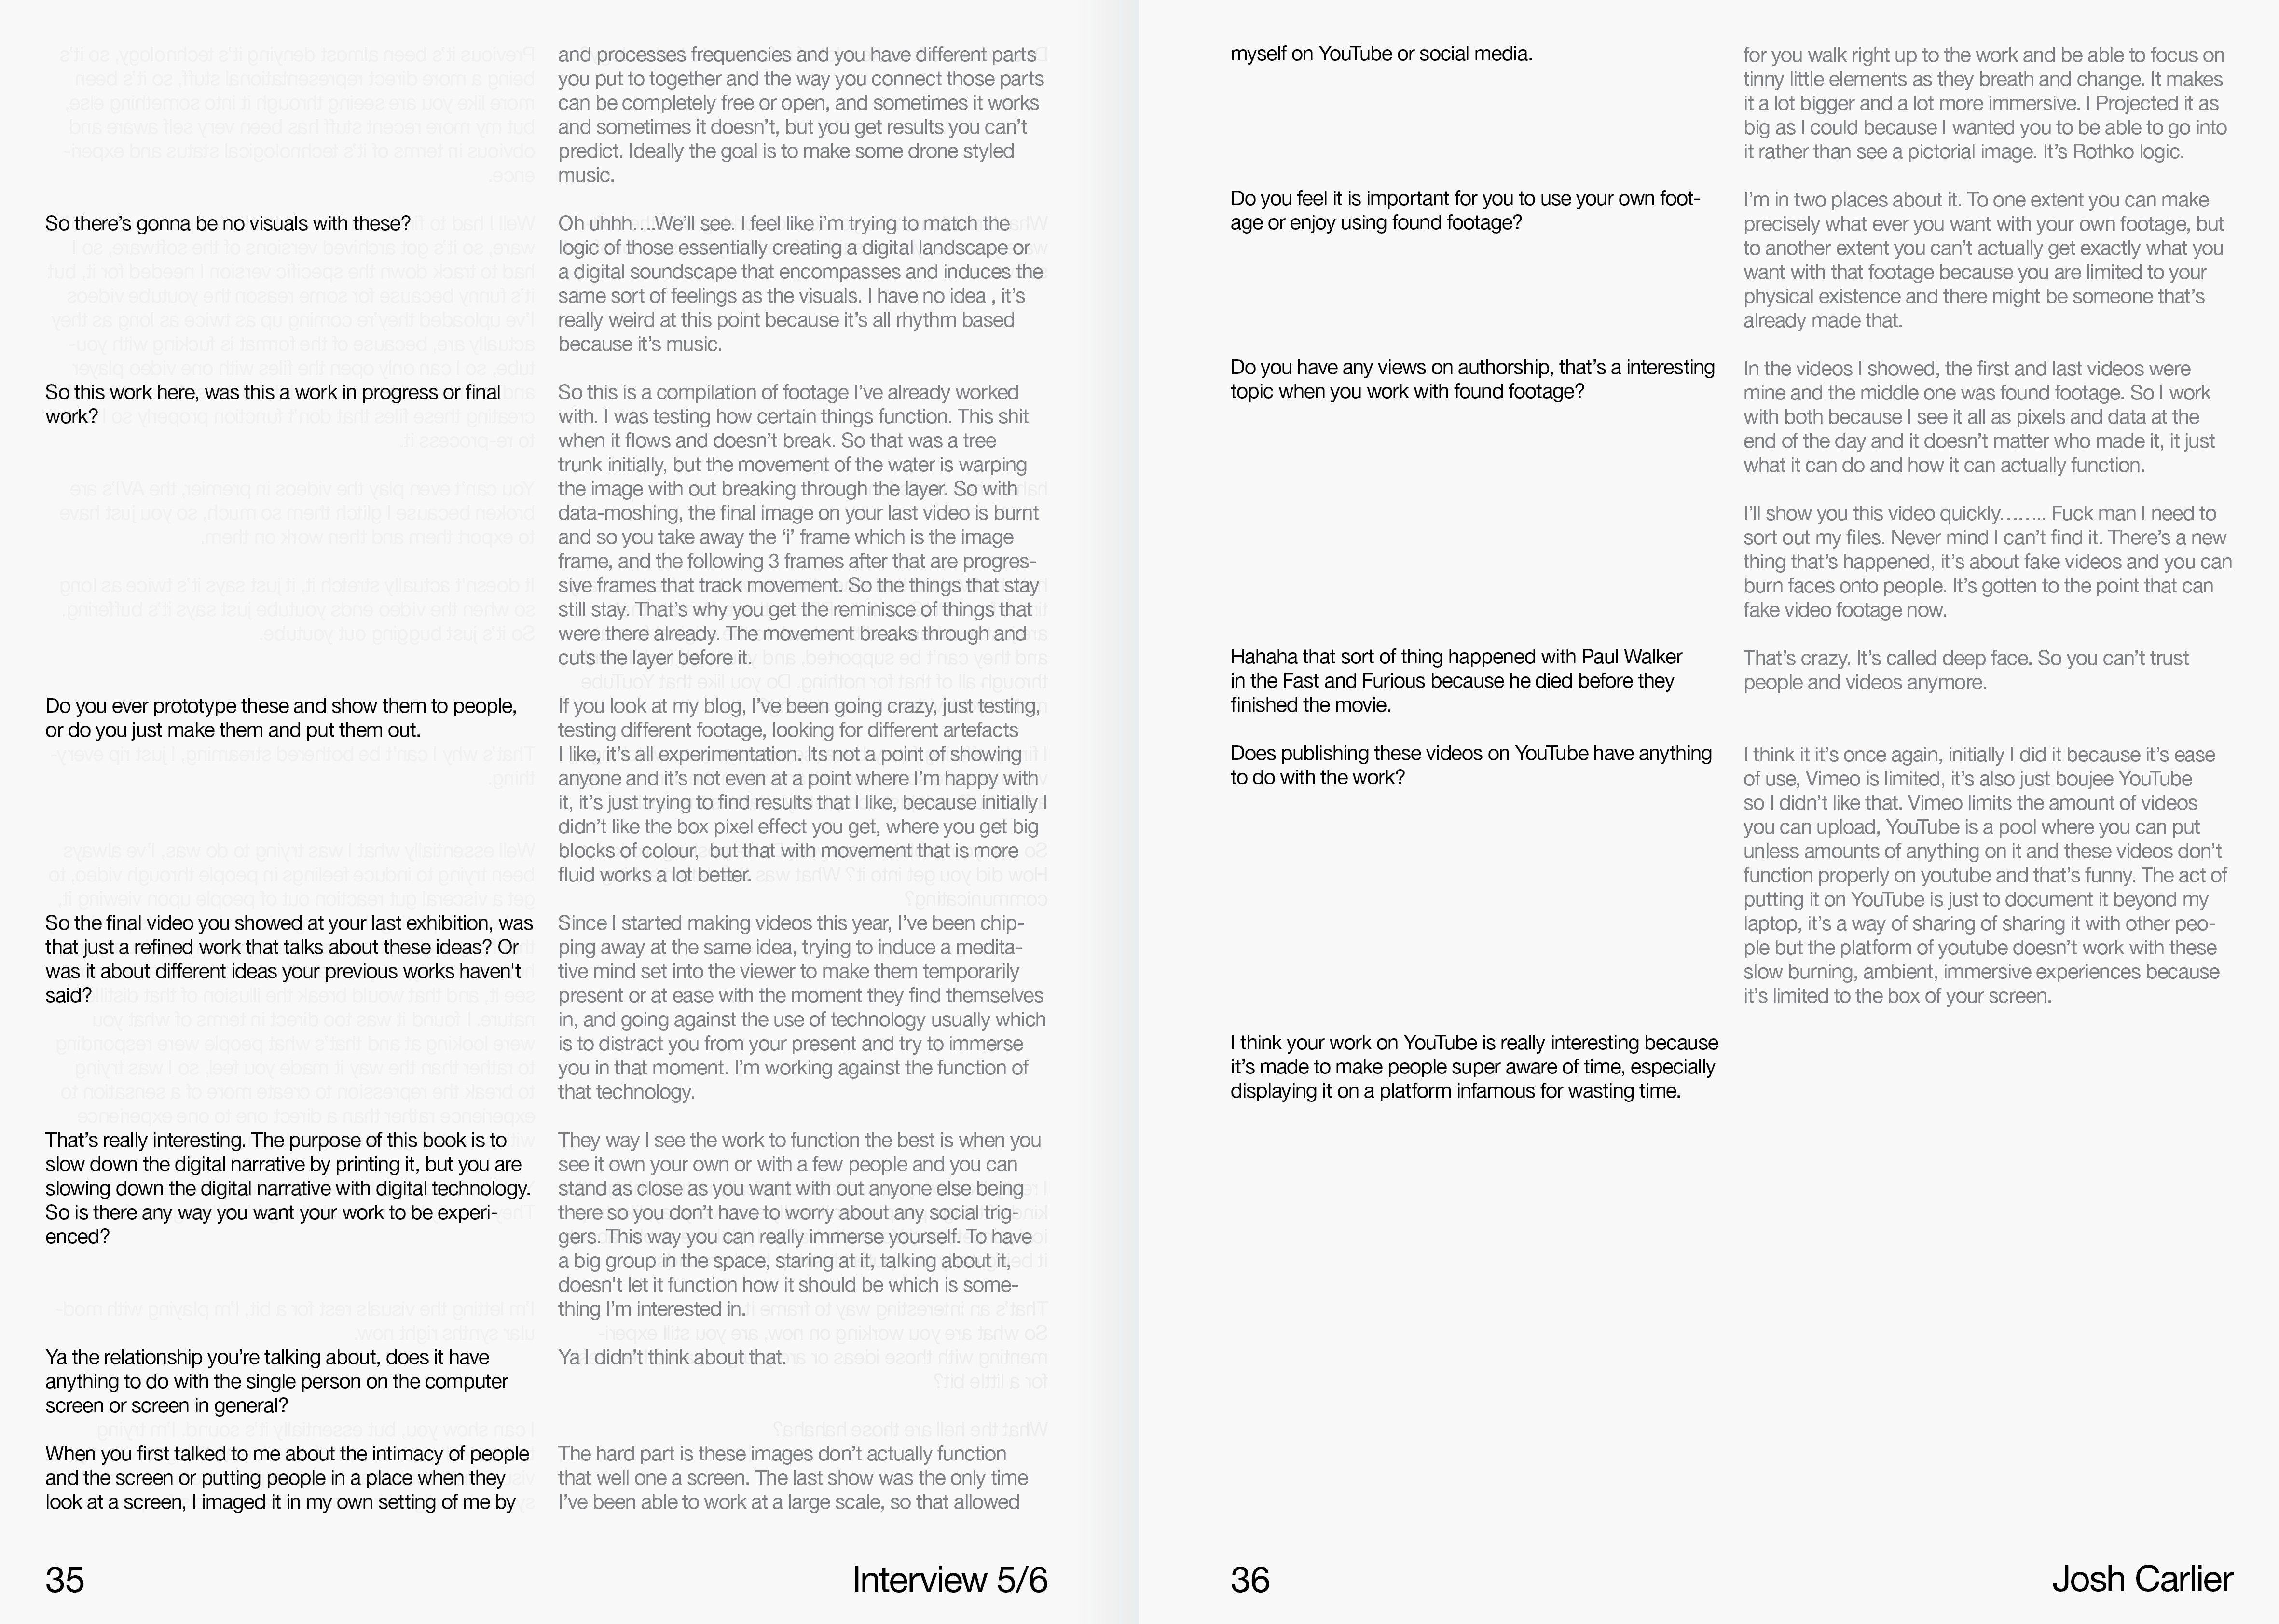 and processes frequencies and you have different parts
you put to together and the way you connect those parts
can be completely free or open, and sometimes it works
and sometimes it doesn’t, but you get results you can’t
predict. Ideally the goal is to make some drone styled
music.
So there’s gonna be no visuals with these?
Oh uhhh….We’ll see. I feel like i’m trying to match the
logic of those essentially creating a digital landscape or
a digital soundscape that encompasses and induces the
same sort of feelings as the visuals. I have no idea , it’s
really weird at this point because it’s all rhythm based
because it’s music.
So this work here, was this a work in progress or final
work?
So this is a compilation of footage I’ve already worked
with. I was testing how certain things function. This shit
when it flows and doesn’t break. So that was a tree
trunk initially, but the movement of the water is warping
the image with out breaking through the layer. So with
data-moshing, the final image on your last video is burnt
and so you take away the ‘i’ frame which is the image
frame, and the following 3 frames after that are progres-
sive frames that track movement. So the things that stay
still stay. That’s why you get the reminisce of things that
were there already. The movement breaks through and
cuts the layer before it.
Do you ever prototype these and show them to people,
or do you just make them and put them out.
If you look at my blog, I’ve been going crazy, just testing,
testing different footage, looking for different artefacts
I like, it’s all experimentation. Its not a point of showing
anyone and it’s not even at a point where I’m happy with
it, it’s just trying to find results that I like, because initially I
didn’t like the box pixel effect you get, where you get big
blocks of colour,  but that with movement that is more
fluid works a lot better.
So the final video you showed at your last exhibition, was
that just a refined work that talks about these ideas? Or
was it about different ideas your previous works haven't
said?
Since I started making videos this year, I’ve been chip-
ping away at the same idea, trying to induce a medita-
tive mind set into the viewer to make them temporarily
present or at ease with the moment they find themselves
in, and going against the use of technology usually which
is to distract you from your present and try to immerse
you in that moment. I’m working against the function of
that technology.
That’s really interesting. The purpose of this book is to
slow down the digital narrative by printing it, but you are
slowing down the digital narrative with digital technology.
So is there any way you want your work to be experi-
enced?
They way I see the work to function the best is when you
see it own your own or with a few people and you can
stand as close as you want with out anyone else being
there so you don’t have to worry about any social trig-
gers. This way you can really immerse yourself. To have
a big group in the space, staring at it, talking about it,
doesn't let it function how it should be which is some-
thing I’m interested in.
Ya the relationship you’re talking about, does it have
anything to do with the single person on the computer
screen or screen in general?
Ya I didn’t think about that.
When you first talked to me about the intimacy of people
and the screen or putting people in a place when they
look at a screen, I imaged it in my own setting of me by
The hard part is these images don’t actually function
that well one a screen. The last show was the only time
I’ve been able to work at a large scale, so that allowed
35
Interview 5/6
myself on YouTube or social media.
for you walk right up to the work and be able to focus on
tinny little elements as they breath and change. It makes
it a lot bigger and a lot more immersive. I Projected it as
big as I could because I wanted you to be able to go into
it rather than see a pictorial image. It’s Rothko logic.
Do you feel it is important for you to use your own foot-
age or enjoy using found footage?
I’m in two places about it. To one extent you can make
precisely what ever you want with your own footage, but
to another extent you can’t actually get exactly what you
want with that footage because you are limited to your
physical existence and there might be someone that’s
already made that.
Do you have any views on authorship, that’s a interesting
topic when you work with found footage?
In the videos I showed, the first and last videos were
mine and the middle one was found footage. So I work
with both because I see it all as pixels and data at the
end of the day and it doesn’t matter who made it, it just
what it can do and how it can actually function.
I’ll show you this video quickly…….. Fuck man I need to
sort out my files. Never mind I can’t find it. There’s a new
thing that’s happened, it’s about fake videos and you can
burn faces onto people. It’s gotten to the point that can
fake video footage now.
Hahaha that sort of thing happened with Paul Walker
in the Fast and Furious because he died before they
finished the movie.
That’s crazy. It’s called deep face. So you can’t trust
people and videos anymore.
Does publishing these videos on YouTube have anything
to do with the work?
I think it it’s once again, initially I did it because it’s ease
of use, Vimeo is limited, it’s also just boujee YouTube
so I didn’t like that. Vimeo limits the amount of videos
you can upload, YouTube is a pool where you can put
unless amounts of anything on it and these videos don’t
function properly on youtube and that’s funny. The act of
putting it on YouTube is just to document it beyond my
laptop, it’s a way of sharing of sharing it with other peo-
ple but the platform of youtube doesn’t work with these
slow burning, ambient, immersive experiences because
it’s limited to the box of your screen.
I think your work on YouTube is really interesting because
it’s made to make people super aware of time, especially
displaying it on a platform infamous for wasting time.
36
Josh Carlier